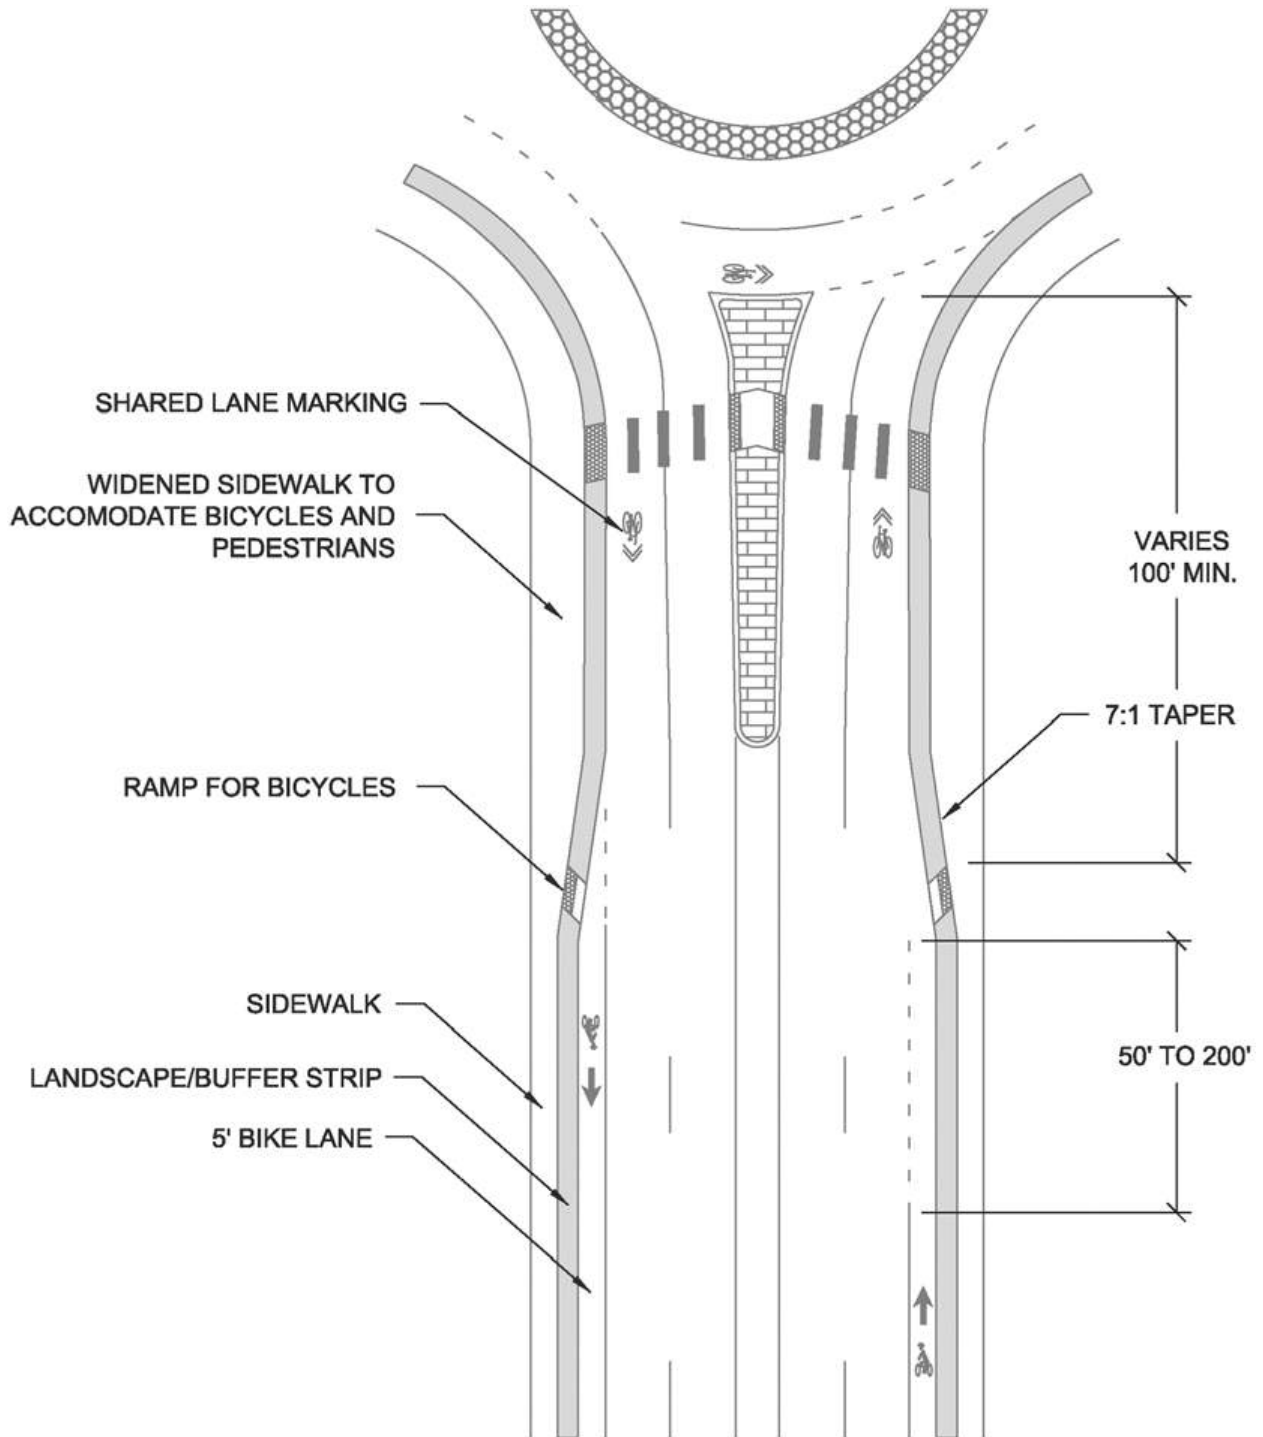 SHARED LANE MARKING
WIDENED SIDEWALK TO
ACCOMODATE BICYCLES AND
PEDESTRIANS
VARIES
100' MIN.
7:1 TAPER
RAMP FOR BICYCLES
SIDEWALK
50' TO 200'
LANDSCAPE/BUFFER STRIP
5' BIKE LANE